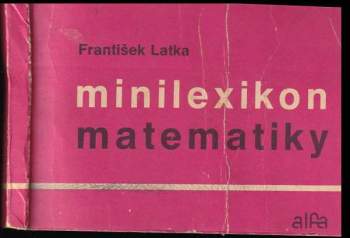 František Latka
minilexikon
matematiky
alfa